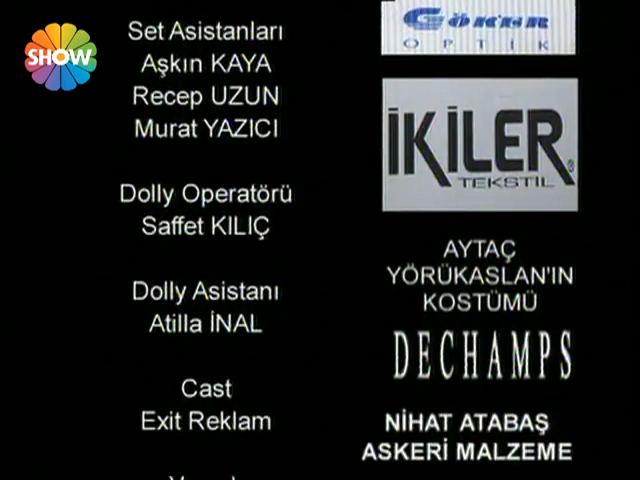 SHOW
Set Asistanları
Aşkın KAYA
Recep UZUN
Murat YAZICI
Dolly Operatörü
Saffet KILIÇ
Dolly Asistanı
Atilla İNAL
Cast
Exit Reklam
GÖKER
OPTİK
İKİLER
TEKSTİL
AYTAÇ
YÖRÜKASLAN'IN
KOSTÜMÜ
DECHAMPS
NİHAT ATABAŞ
ASKERİ MALZEME